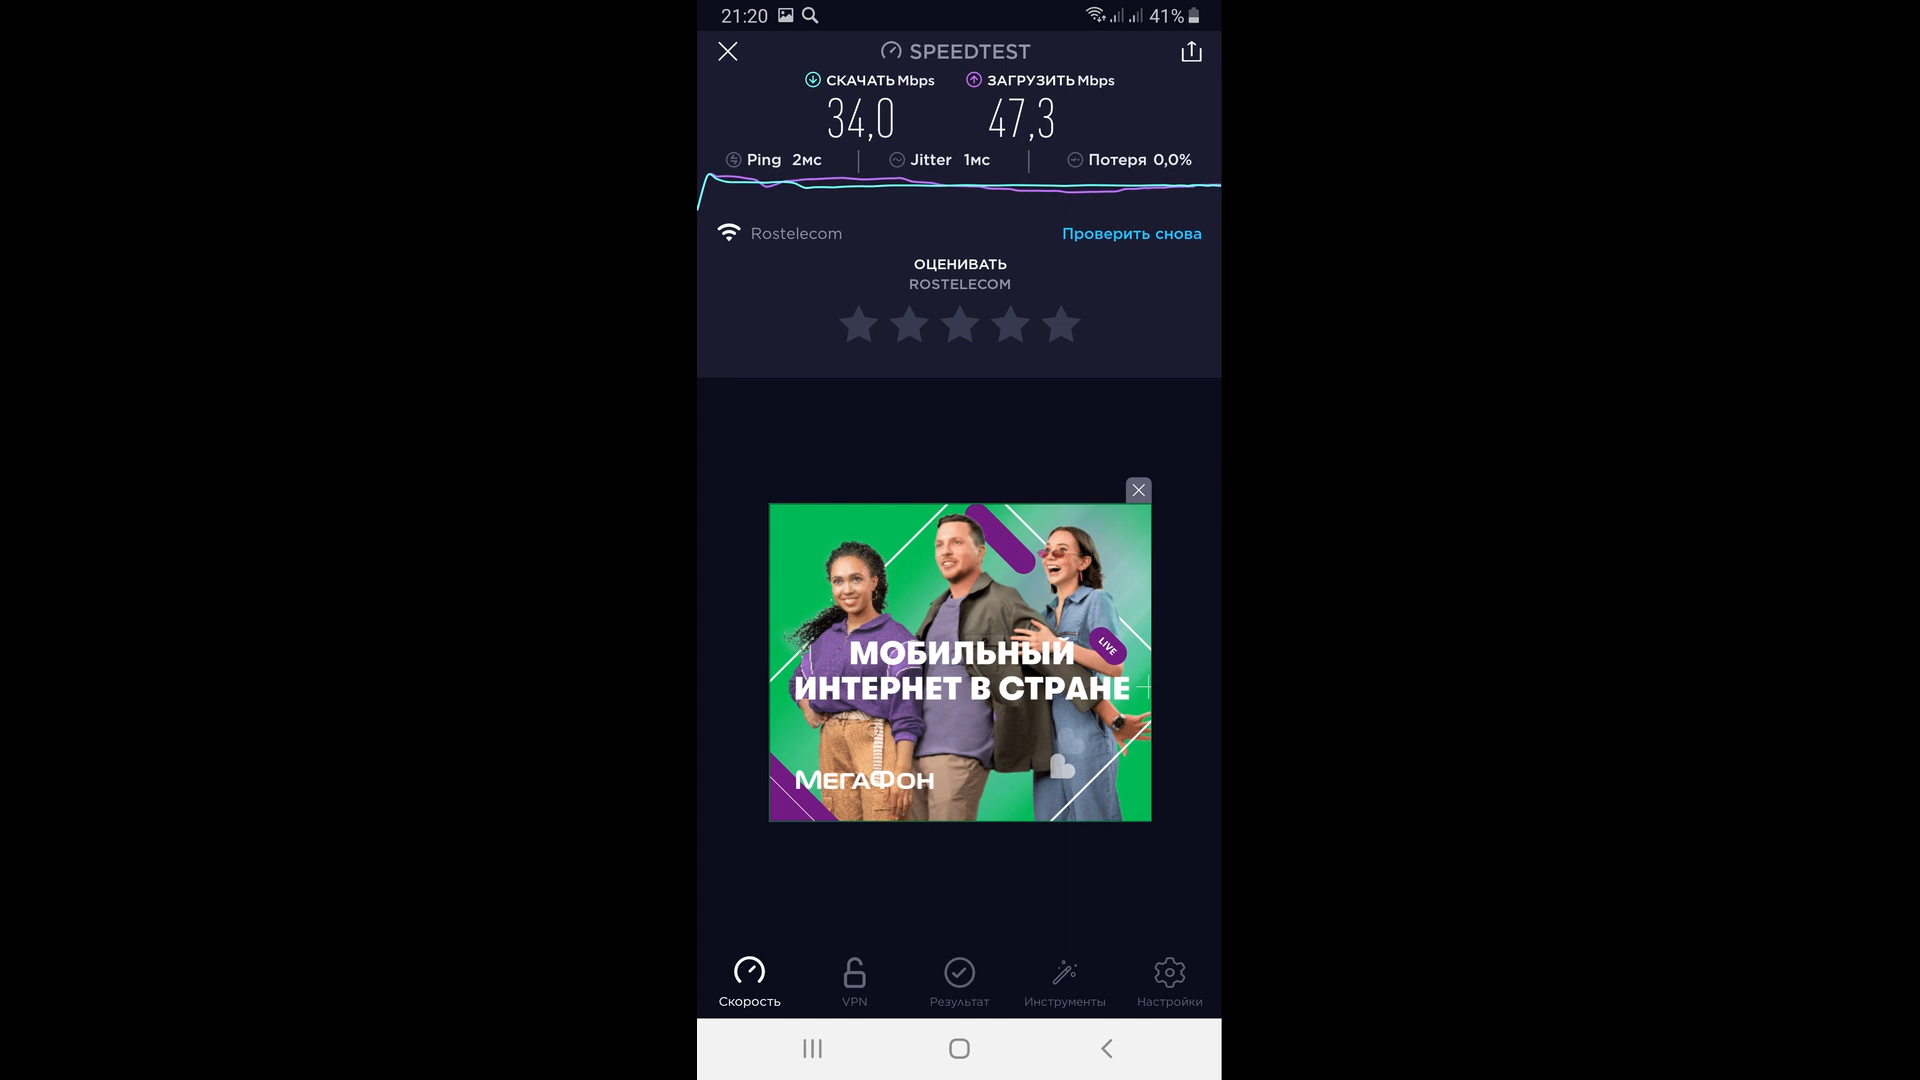 21:20 41%
SPEEDTEST
СКАЧАТЬ Mbps ЗАГРУЗИТЬ Mbps
34,0 47,3
Ping 2мс Jitter 1мс Потеря 0,0%
Rostelecom Проверить снова
ОЦЕНИВАТЬ
ROSTELECOM
LIVE
МОБИЛЬНЫЙ
ИНТЕРНЕТ В СТРАНЕ
МЕГАФОН
Скорость VPN Результат Инструменты Настройки